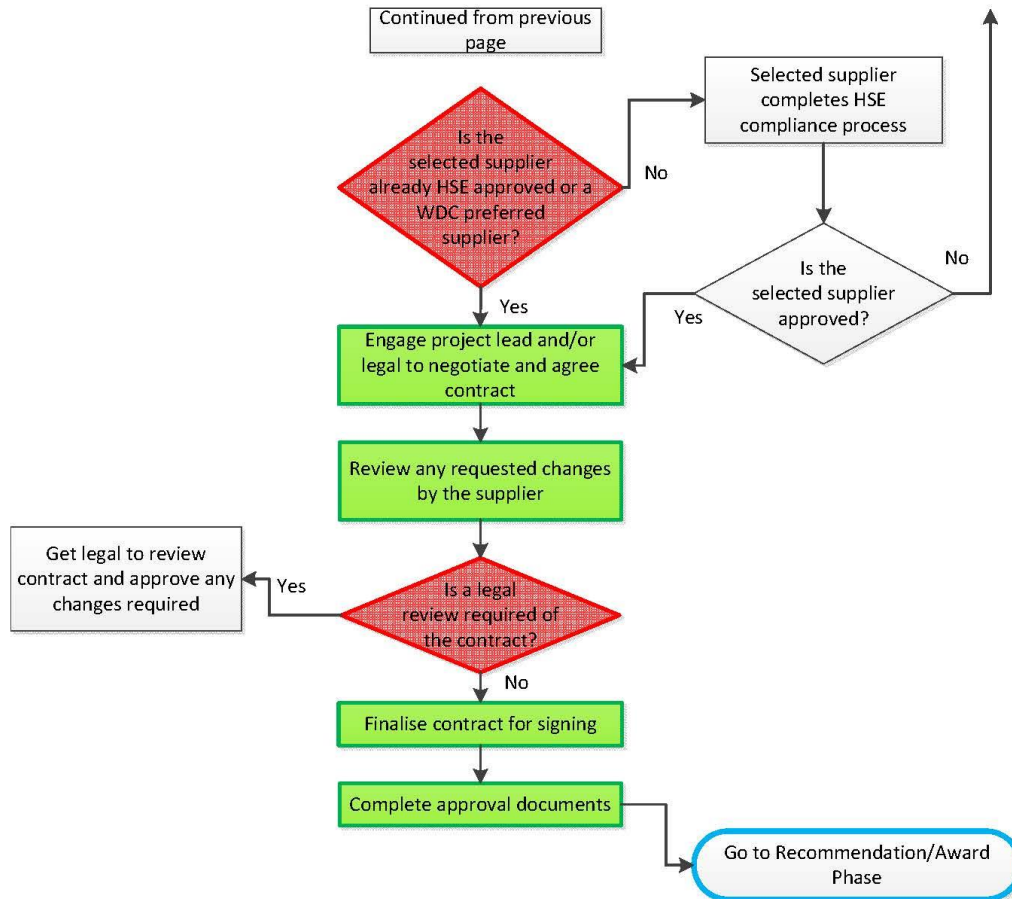 Continued from previous
page
Selected supplier
completes HSE
compliance process
Is the
selected supplier
already HSE approved or a
WDC preferred
supplier?
No
Is the
selected supplier
approved?
No
Yes
Yes
Engage project lead and/or
legal to negotiate and agree
contract
Review any requested changes
by the supplier
Get legal to review
contract and approve any
changes required
Yes
Is a legal
review required of
the contract?
No
Finalise contract for signing
Complete approval documents
Go to Recommendation/Award
Phase